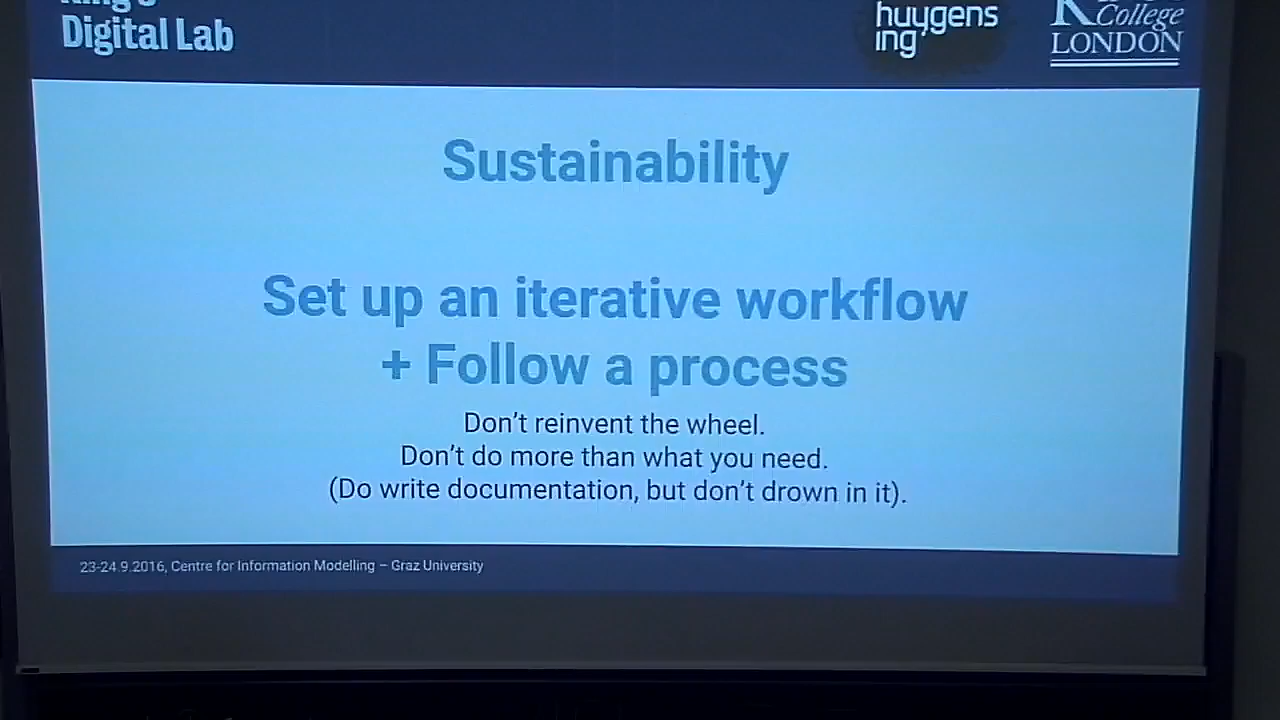 Digital Lab
huygens
ing
College
LONDON
Sustainability
Set up an iterative workflow
+ Follow a process
Don't reinvent the wheel.
Don't do more than what you need.
(Do write documentation, but don't drown in it).
23-24.9.2016, Centre for Information Modelling – Graz University